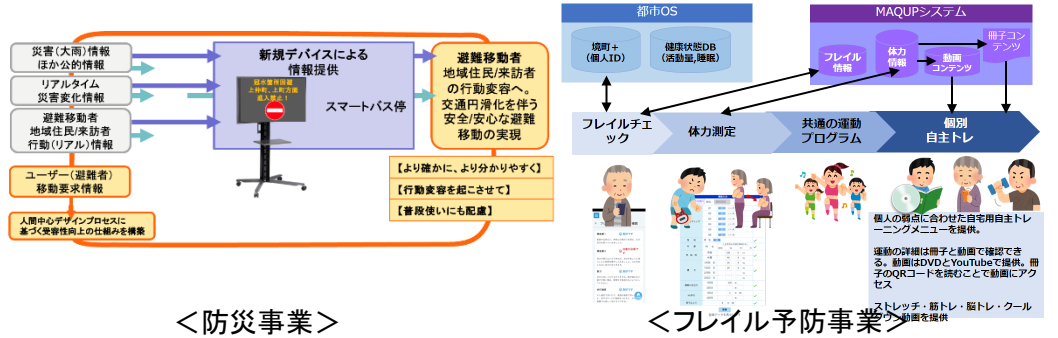 災害(大雨)情報
ほか公的情報
リアルタイム
災害変化情報
避難移動者
地域住民/来訪者
行動(リアル)情報
ユーザー(避難者)
移動要求情報
人間中心デザインプロセスに
基づく受容性向上の仕組みを構築
新規デバイスによる
情報提供
冠水箇所回避
上仲町、上町方面
進入禁止!
スマートバス停
避難移動者
地域住民/来訪者
の行動変容へ。
交通円滑化を伴う
安全/安心な避難
移動の実現
【より確かに、より分かりやすく】
【行動変容を起こさせて】
【普段使いにも配慮】
<防災事業>
都市OS
境町+
(個人ID)
健康状態DB
(活動量,睡眠)
MAQUPシステム
フレイル
情報
体力
情報
動画
コンテンツ
冊子コン
テンツ
フレイルチェ
ック
体力測定
共通の運動
プログラム
個別
自主トレ
個人の弱点に合わせた自宅用自主トレ
ーニングメニューを提供。
運動の詳細は冊子と動画で確認でき
る。動画はDVDとYouTubeで提供。冊
子のQRコードを読むことで動画にアク
セス
ストレッチ・筋トレ・脳トレ・クール
ダウン動画を提供
<フレイル予防事業>